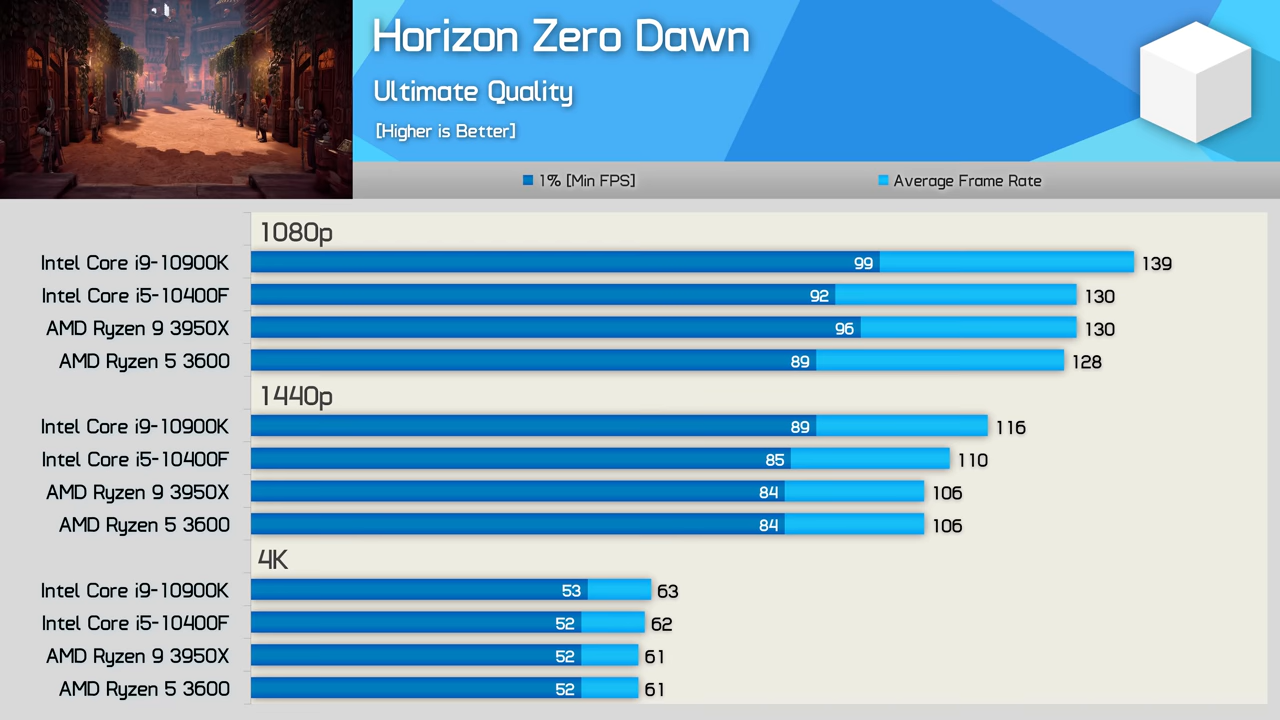 Horizon Zero Dawn
Ultimate Quality
[Higher is Better]
1% [Min FPS] Average Frame Rate
1080p
Intel Core i9-10900K 99 139
Intel Core i5-10400F 92 130
AMD Ryzen 9 3950X 96 130
AMD Ryzen 5 3600 89 128
1440p
Intel Core i9-10900K 89 116
Intel Core i5-10400F 85 110
AMD Ryzen 9 3950X 84 106
AMD Ryzen 5 3600 84 106
4K
Intel Core i9-10900K 53 63
Intel Core i5-10400F 52 62
AMD Ryzen 9 3950X 52 61
AMD Ryzen 5 3600 52 61